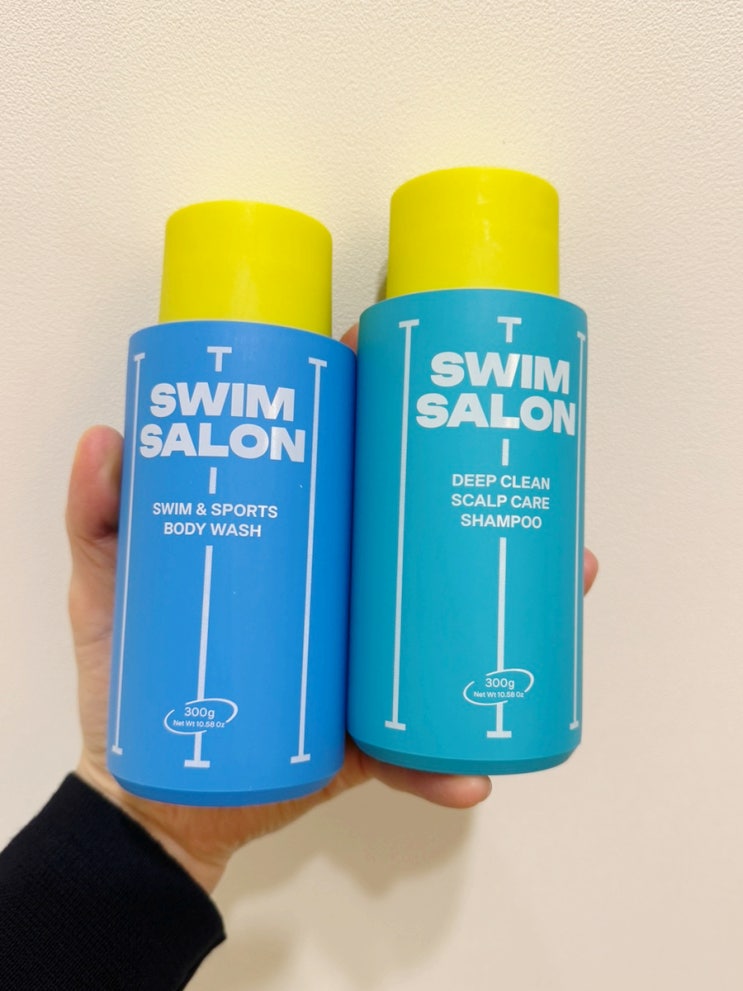 SWIM
SALON
SWIM & SPORTS
BODY WASH
300g
Net Wt 10.58 Oz
SWIM
SALON
DEEP CLEAN
SCALP CARE
SHAMPOO
300g
Net Wt 10.58 Oz